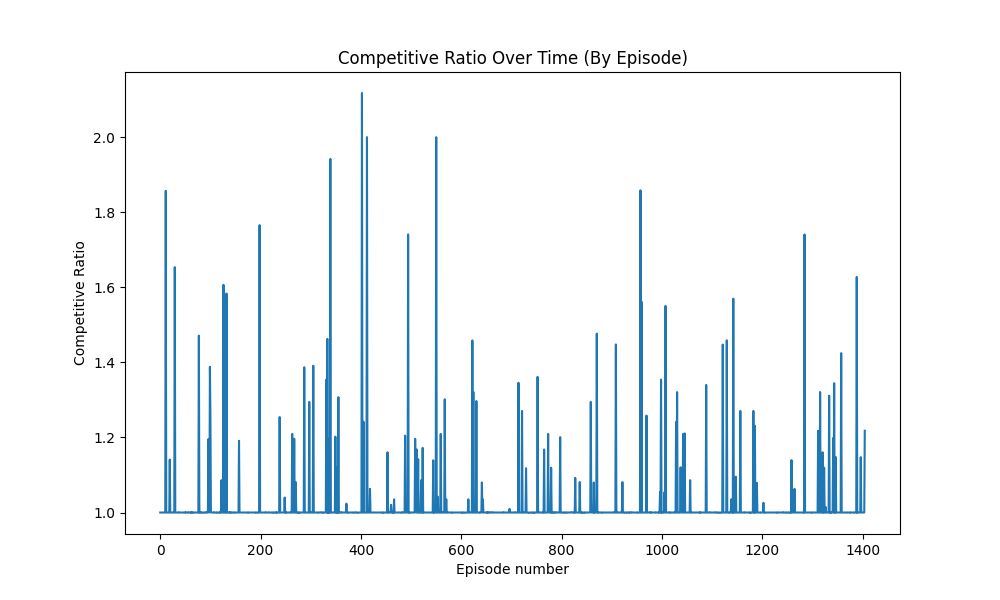 Competitive Ratio Over Time (By Episode)
Competitive Ratio
2.0
1.8
1.6
1.4
1.2
1.0
0 200 400 600 800 1000 1200 1400
Episode number